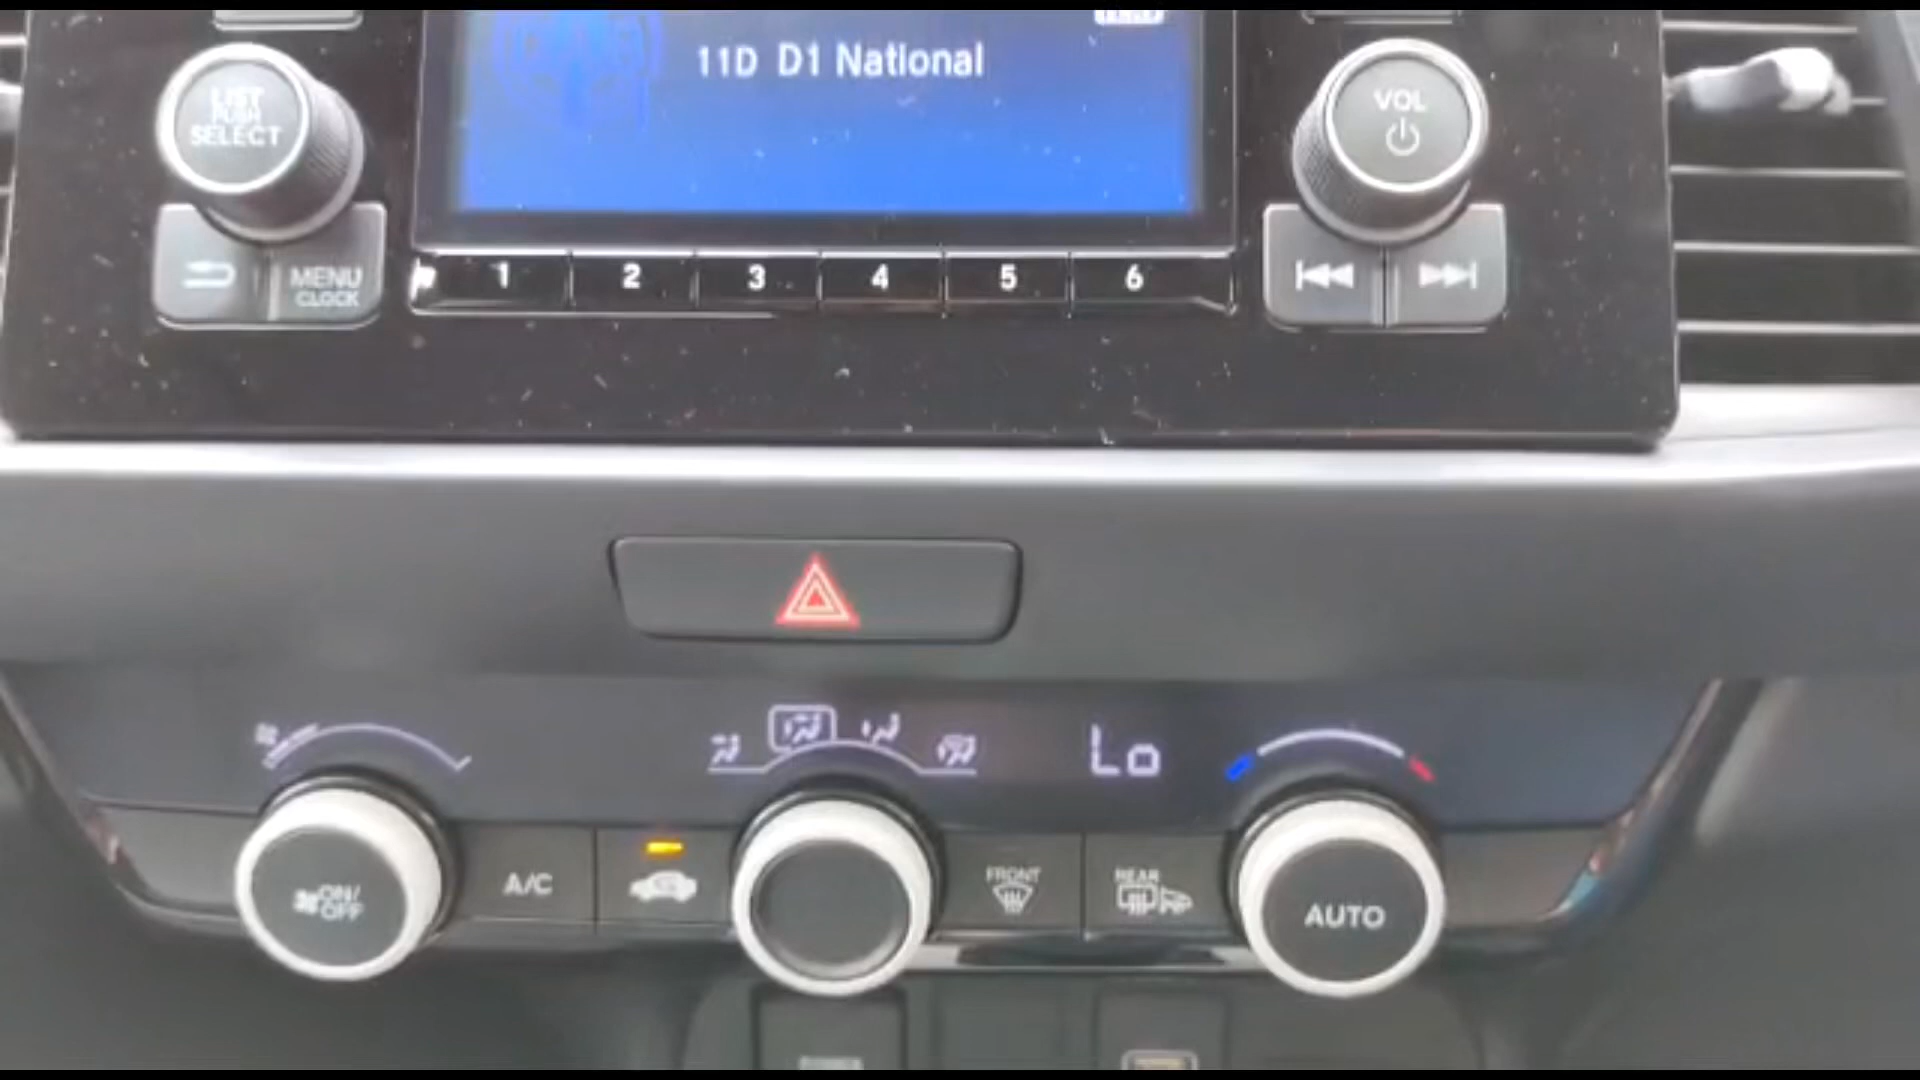 11D D1 National
LIST
PUSH
SELECT
VOL
MENU
CLOCK
1 2 3 4 5 6
Lo
ON/
OFF
A/C
FRONT
REAR
AUTO